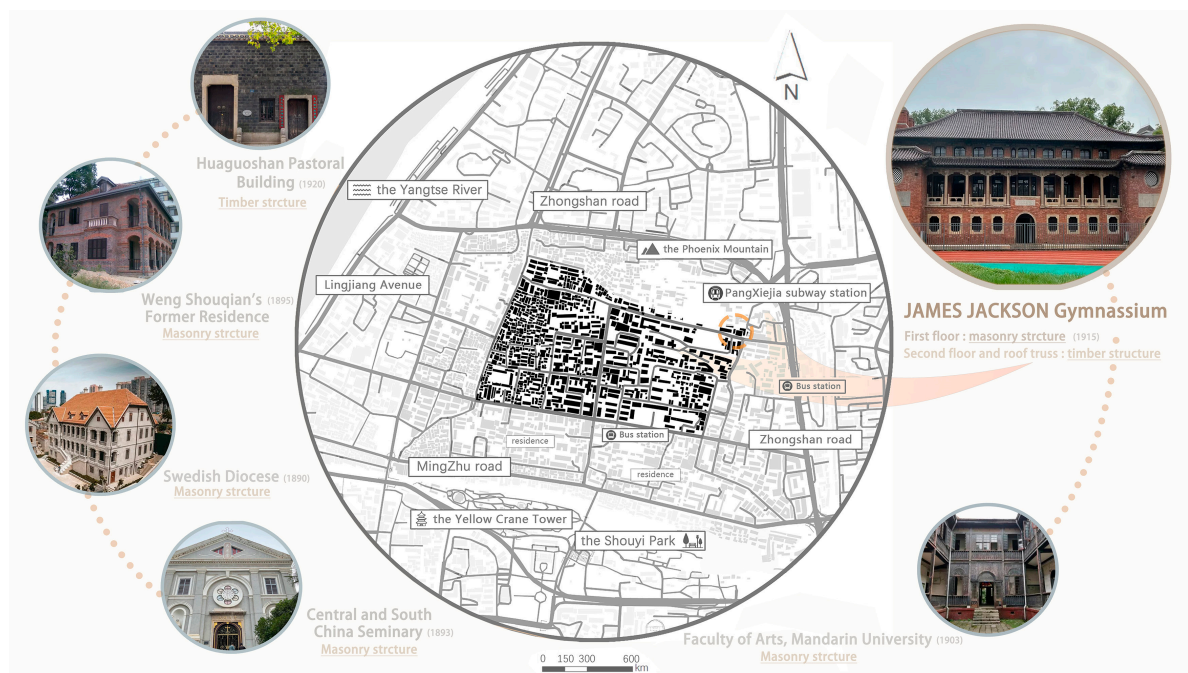 Huaguoshan Pastoral
Building (1920)
Timber strcture
Weng Shouqian's (1895)
Former Residence
Masonry strcture
Swedish Diocese (1890)
Masonry strcture
Central and South
China Seminary (1893)
Masonry strcture
N
the Yangtse River
Zhongshan road
the Phoenix Mountain
Lingjiang Avenue
PangXiejia subway station
Bus station
Bus station
residence
Zhongshan road
MingZhu road
residence
the Yellow Crane Tower
the Shouyi Park
JAMES JACKSON Gymnassium
First floor : masonry strcture (1915)
Second floor and roof truss : timber structure
Faculty of Arts, Mandarin University (1903)
Masonry strcture
0 150 300 600
km